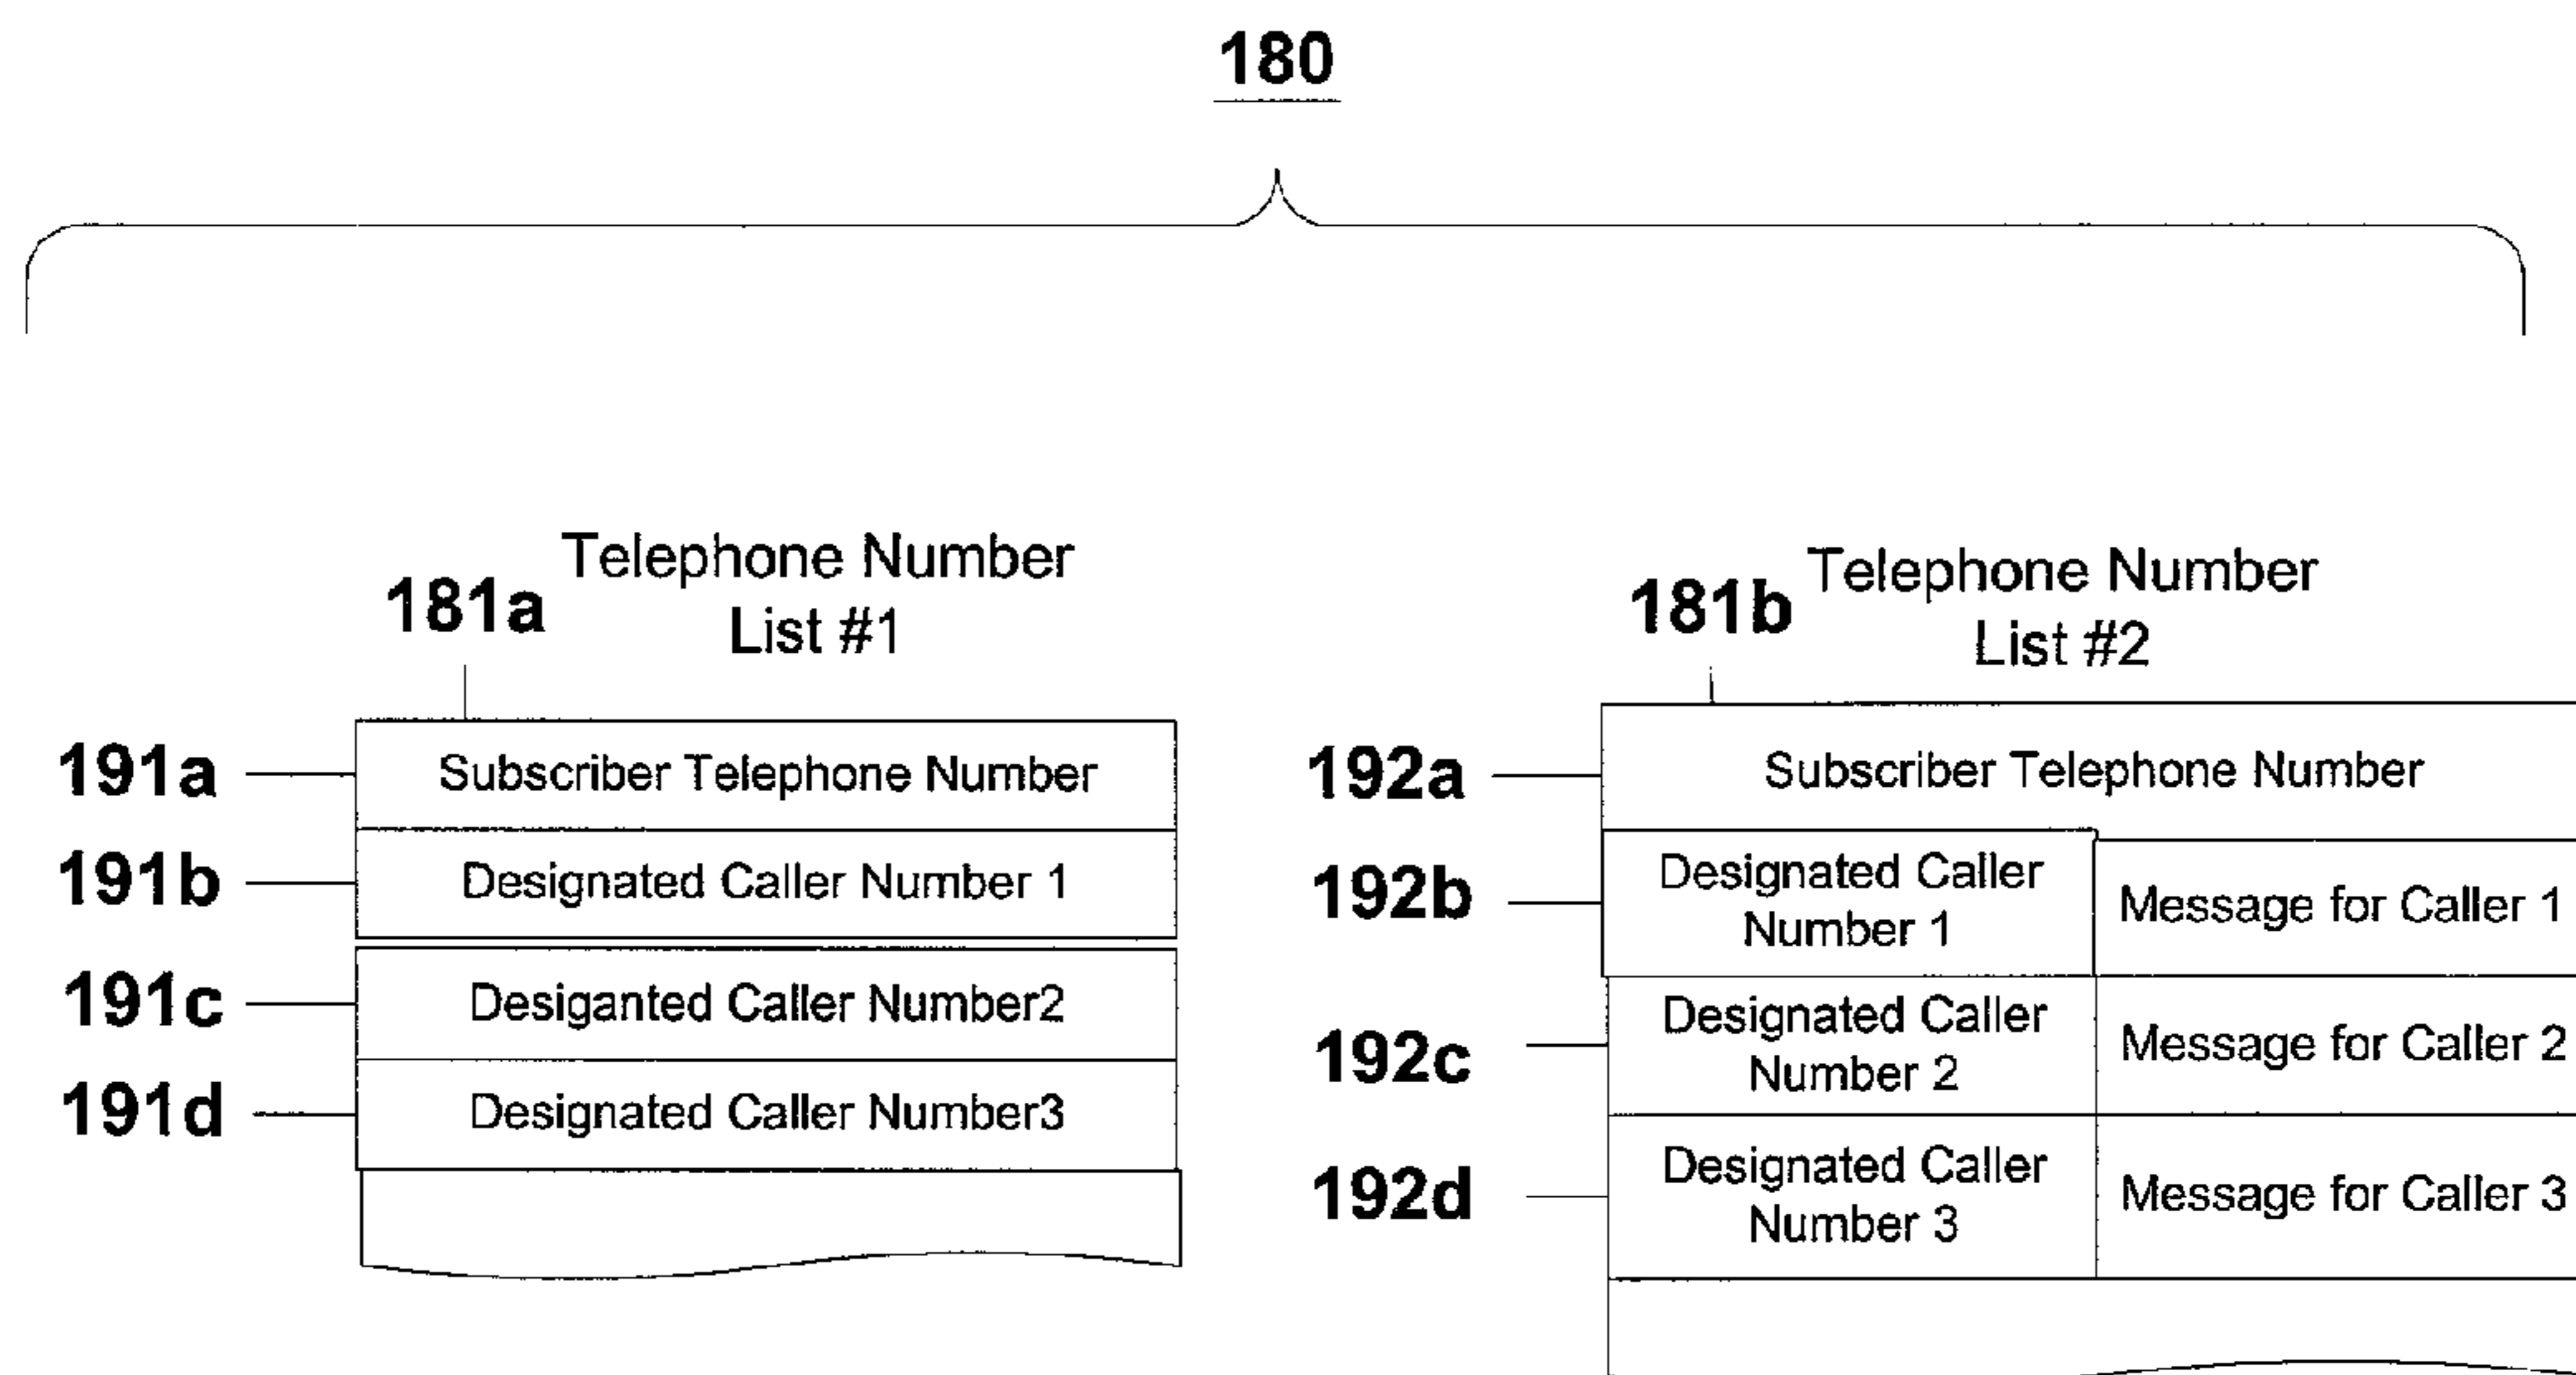 180
181a
Telephone Number
List #1
191a
Subscriber Telephone Number
191b
Designated Caller Number 1
191c
Desiganted Caller Number2
191d
Designated Caller Number3
181b
Telephone Number
List #2
192a
Subscriber Telephone Number
192b
Designated Caller
Number 1
Message for Caller 1
192c
Designated Caller
Number 2
Message for Caller 2
192d
Designated Caller
Number 3
Message for Caller 3